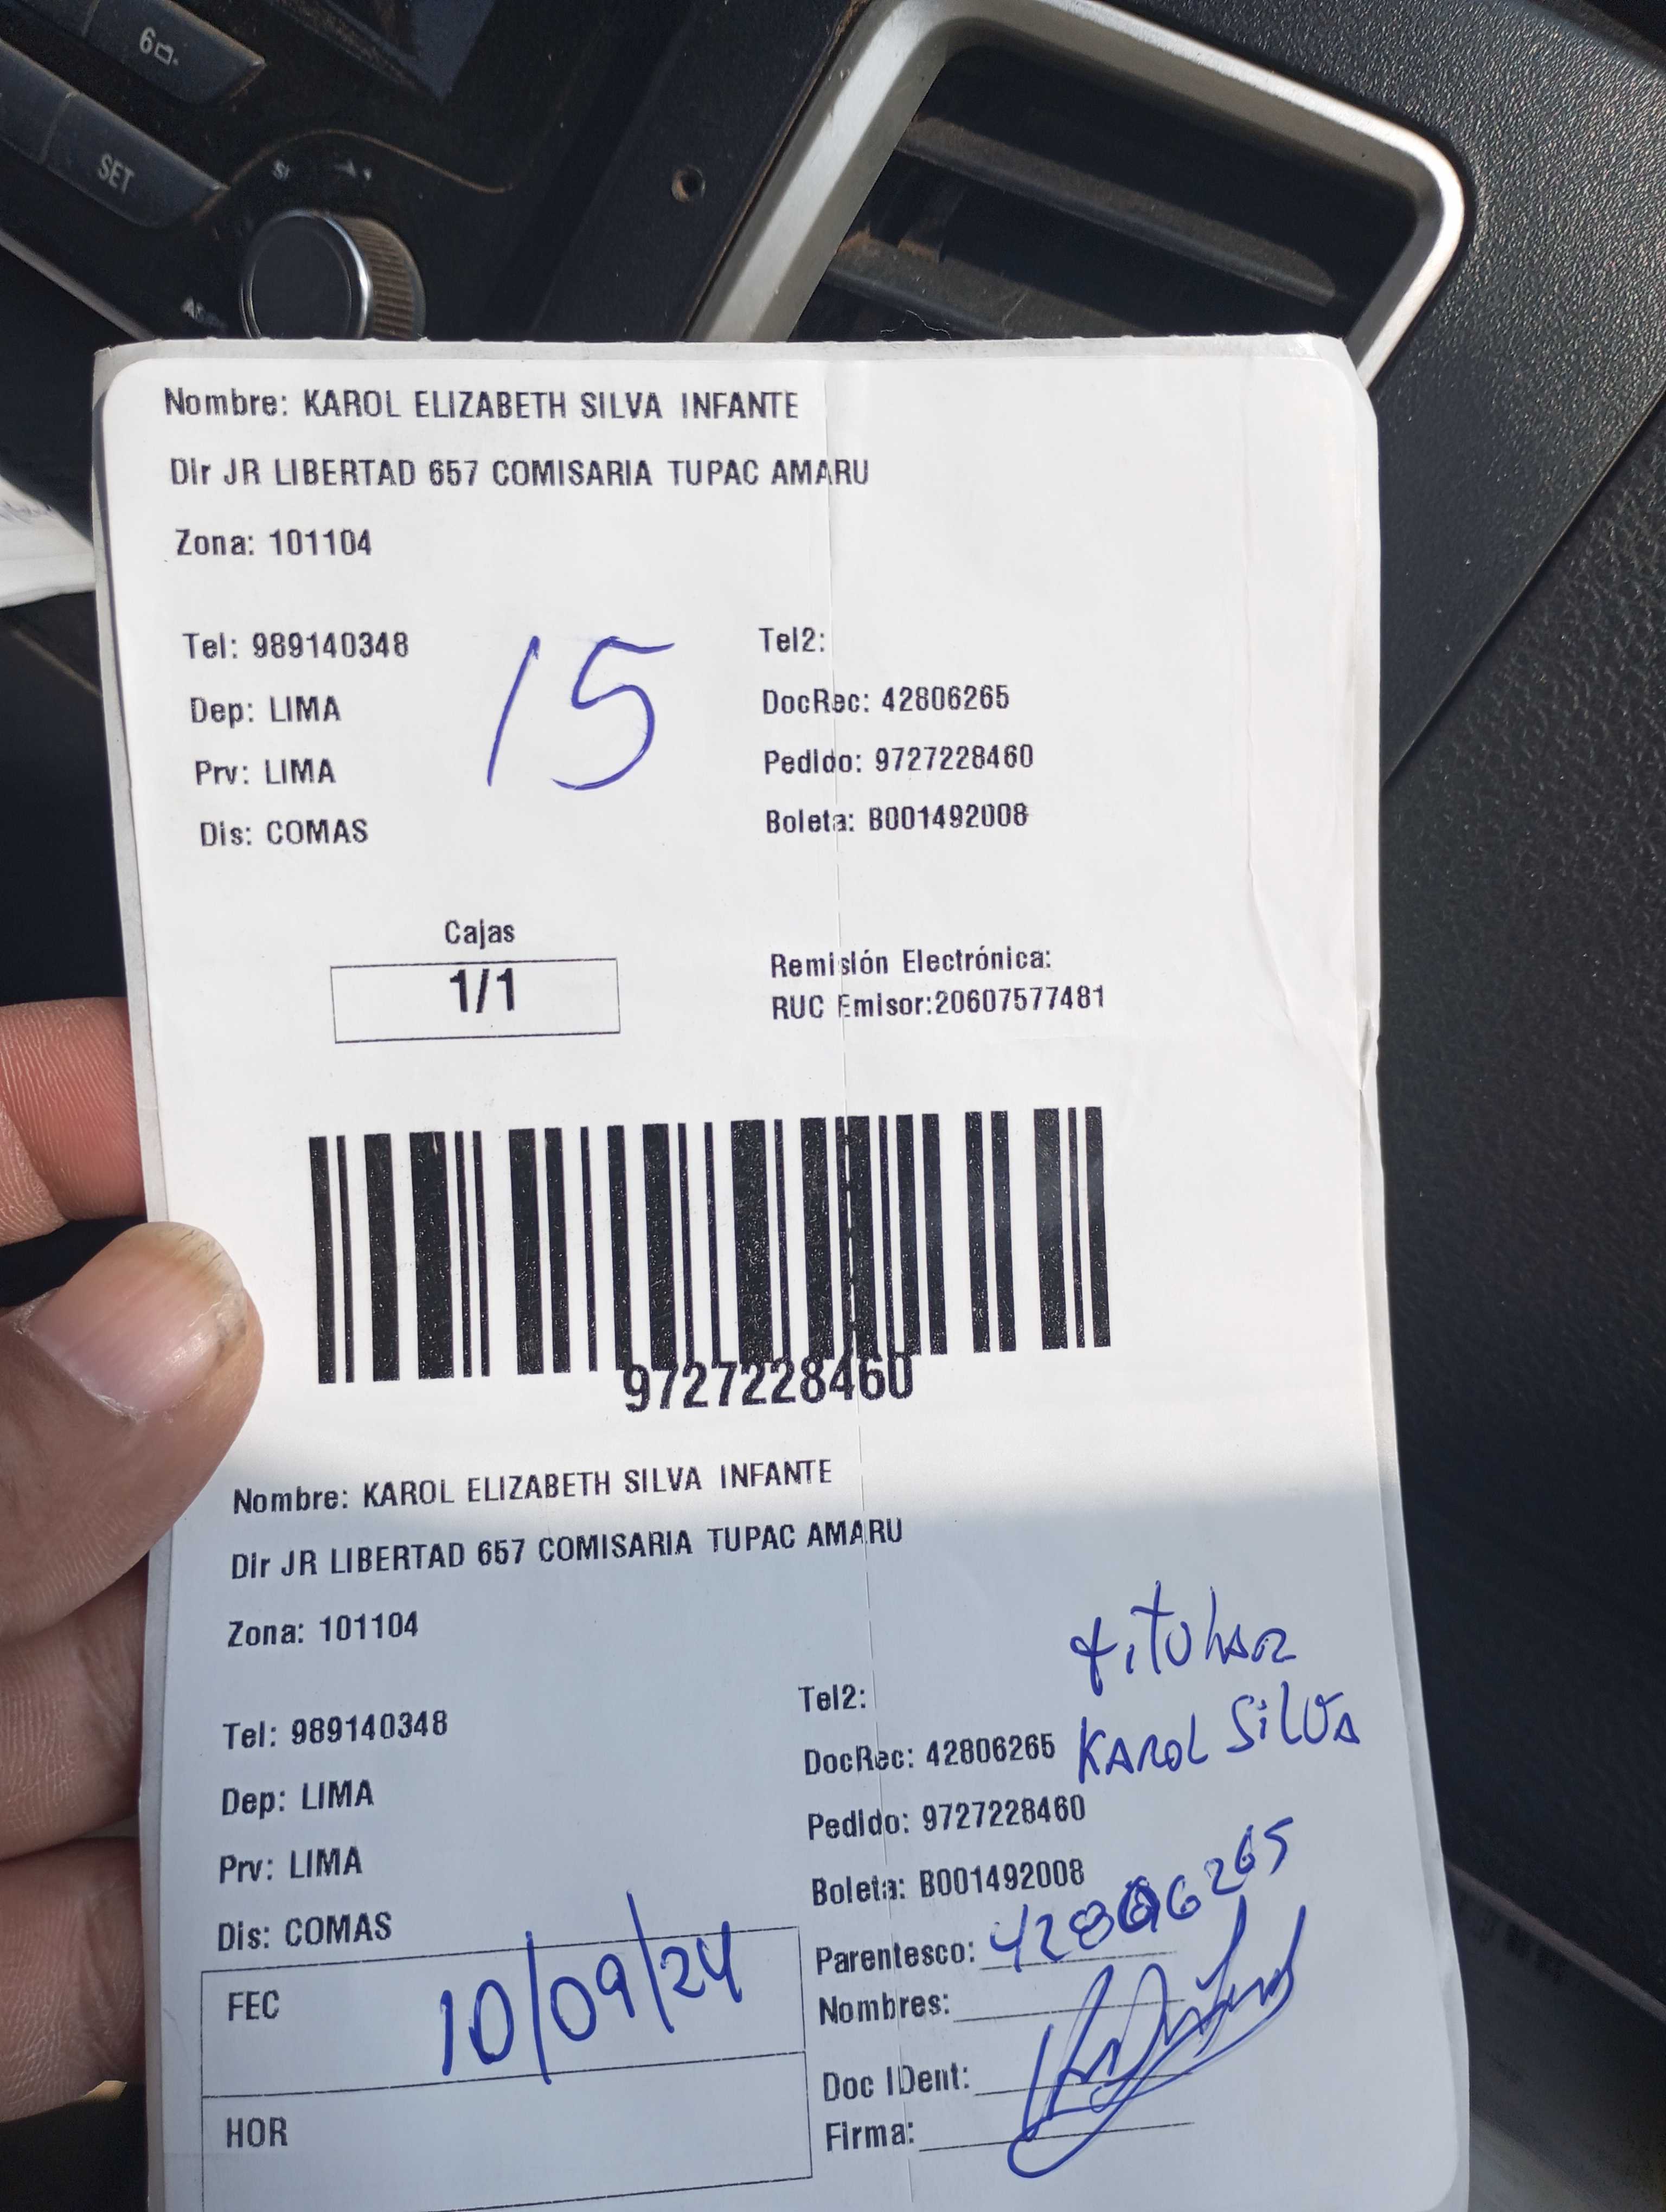 6
SET
Nombre: KAROL ELIZABETH SILVA INFANTE
Dir JR LIBERTAD 657 COMISARIA TUPAC AMARU
Zona: 101104
Tel: 989140348
Tel2:
15
Dep: LIMA
DocRec: 42806265
Prv: LIMA
Pedido: 9727228460
Dis: COMAS
Boleta: B001492008
Cajas
1/1
Remisión Electrónica:
RUC Emisor:20607577481
9727228460
Nombre: KAROL ELIZABETH SILVA INFANTE
Dir JR LIBERTAD 657 COMISARIA TUPAC AMARU
Zona: 101104
titular
Tel: 989140348
Tel2:
Karol Silva
Dep: LIMA
DocRec: 42806265
Prv: LIMA
Pedido: 9727228460
Dis: COMAS
Boleta: B001492008
FEC 10/09/24
Parentesco: 42806265
Nombres:
Doc IDent:
HOR
Firma: